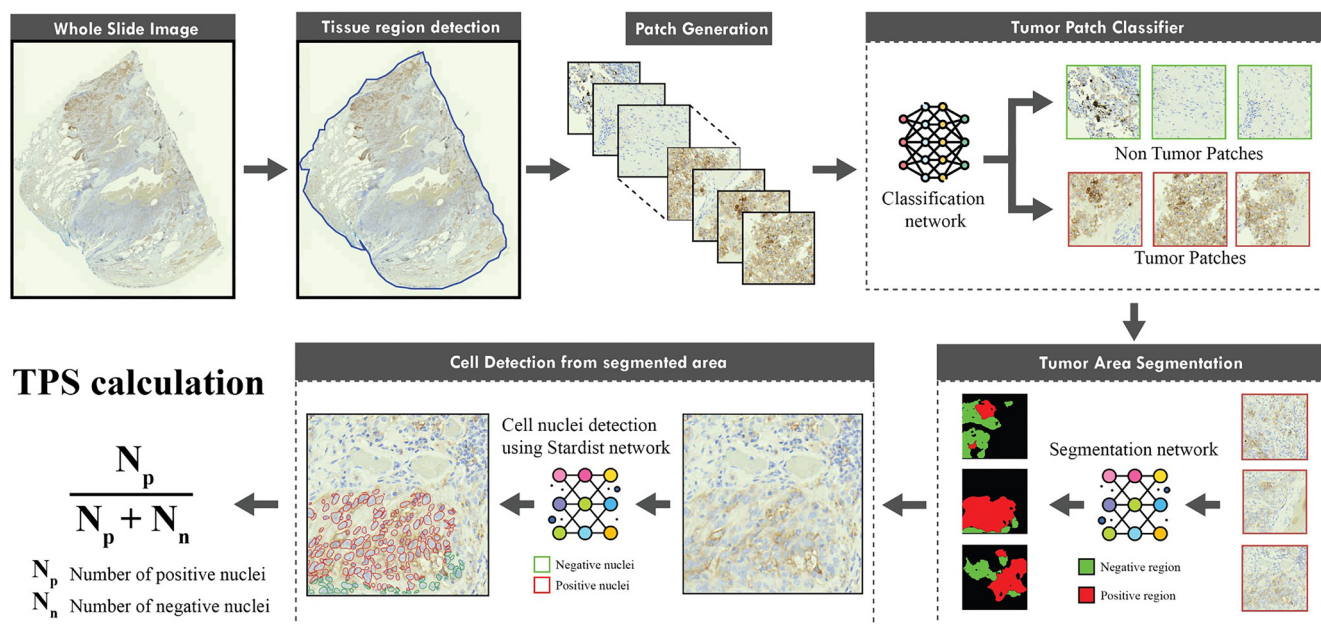 Whole Slide Image
Tissue region detection
Patch Generation
Tumor Patch Classifier
Classification
network
Non Tumor Patches
Tumor Patches
Tumor Area Segmentation
Segmentation network
Negative region
Positive region
Cell Detection from segmented area
Cell nuclei detection
using Stardist network
Negative nuclei
Positive nuclei
TPS calculation
Np
Np + Nn
Np Number of positive nuclei
Nn Number of negative nuclei